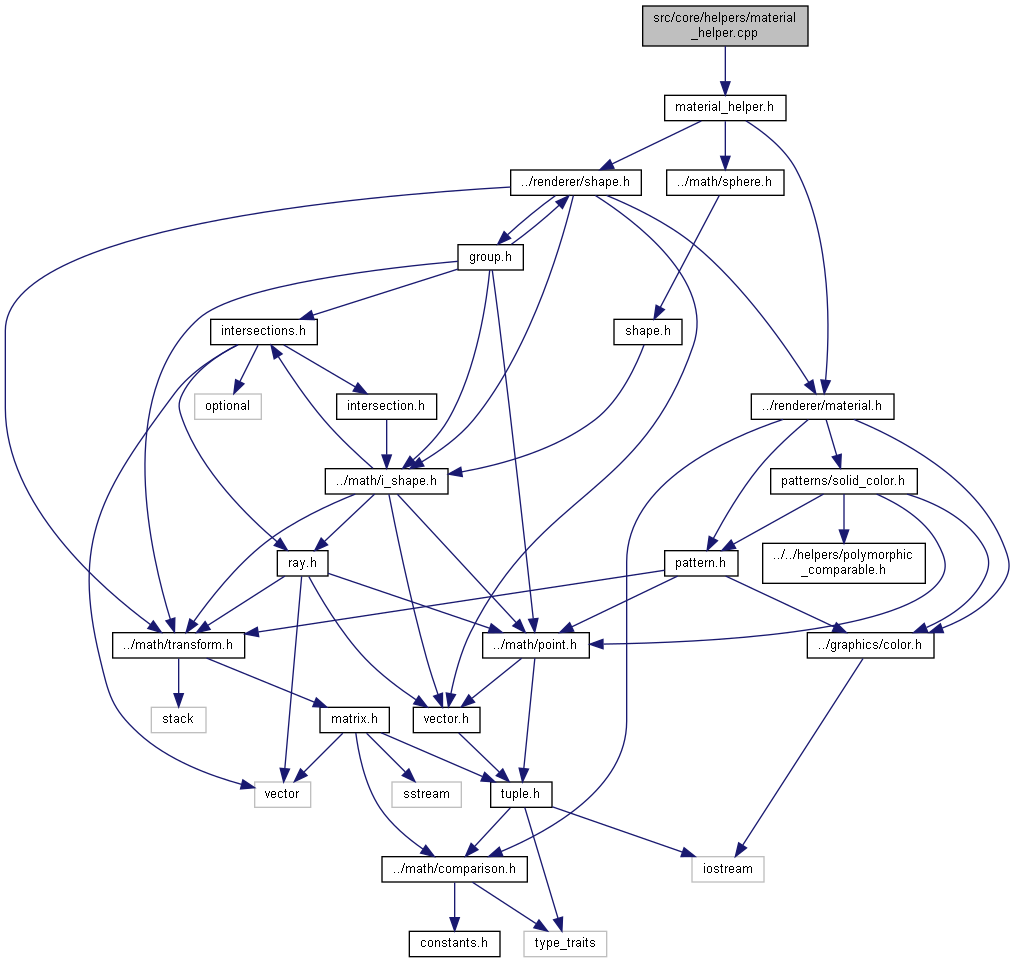 src/core/helpers/material
_helper.cpp
material_helper.h
../renderer/shape.h
../math/sphere.h
group.h
intersections.h
shape.h
optional
intersection.h
../renderer/material.h
../math/i_shape.h
patterns/solid_color.h
ray.h
pattern.h
../../helpers/polymorphic
_comparable.h
../math/transform.h
../math/point.h
../graphics/color.h
stack
matrix.h
vector.h
vector
sstream
tuple.h
../math/comparison.h
iostream
constants.h
type_traits